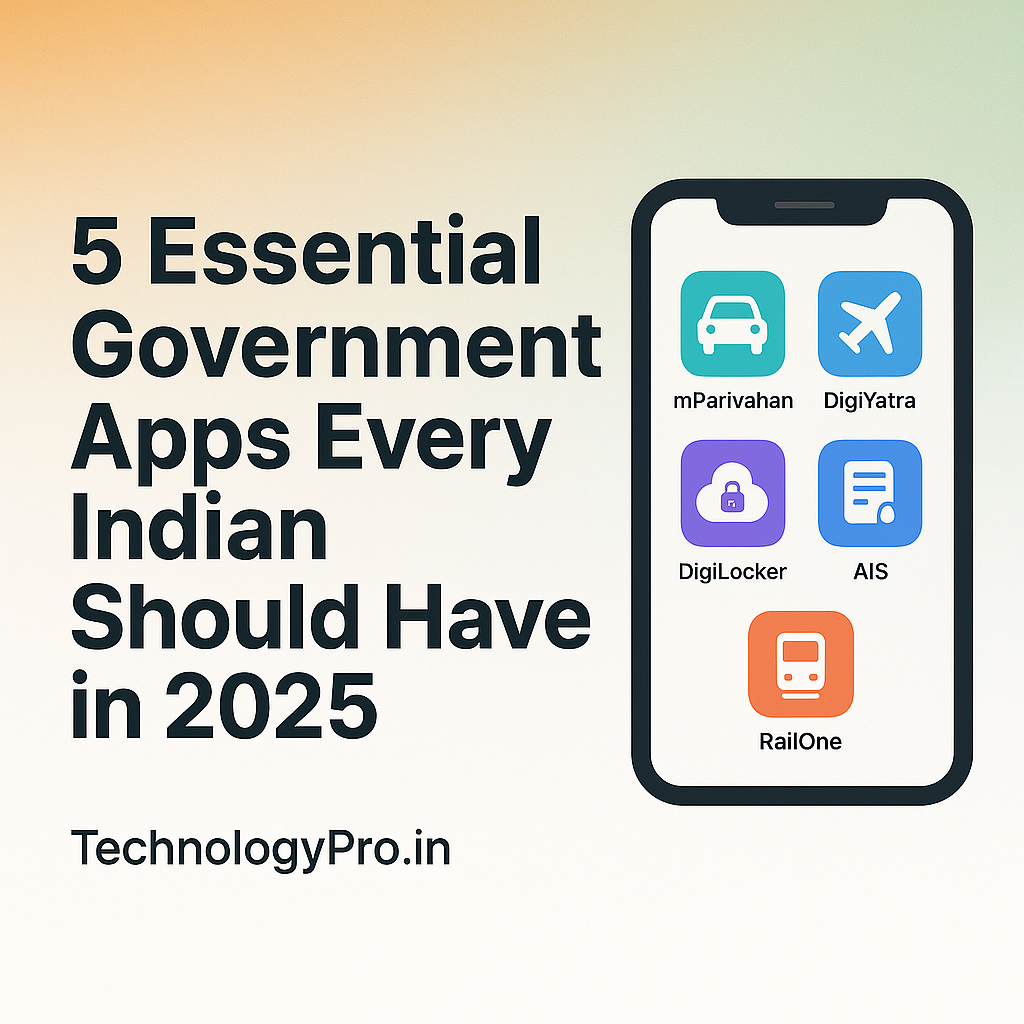 5 Essential
Government
Apps Every
Indian
Should Have
in 2025
TechnologyPro.in
mParivahan
DigiYatra
DigiLocker
AIS
RailOne